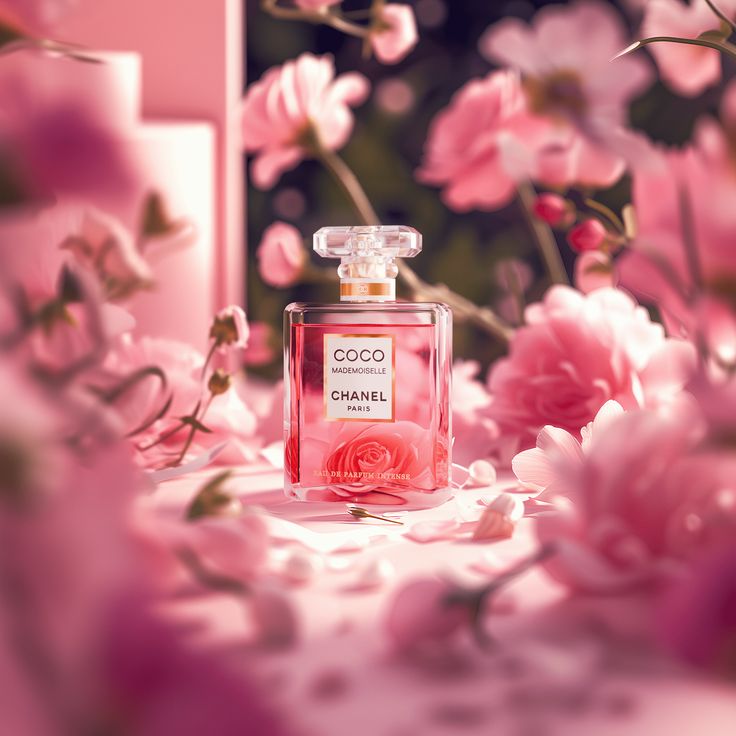 COCO
MADEMOISELLE
CHANEL
PARIS
EAU DE PARFUM INTENSE